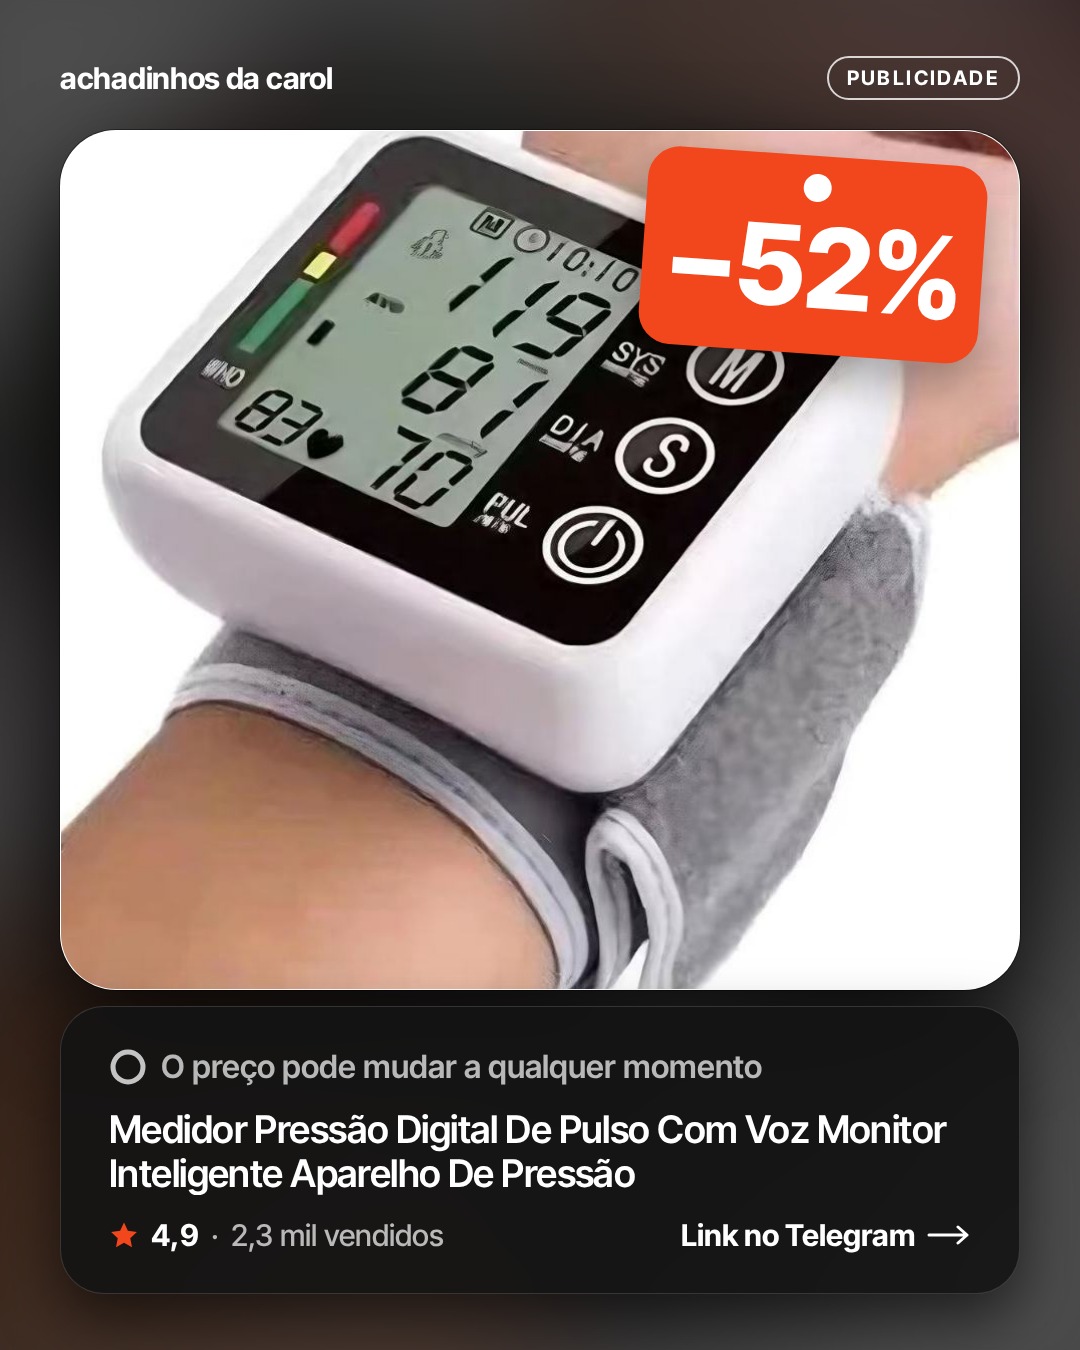 achadinhos da carol
PUBLICIDADE
−52%
10:10
119
81
83
70
SYS
DIA
PUL
M
S
O preço pode mudar a qualquer momento
Medidor Pressão Digital De Pulso Com Voz Monitor
Inteligente Aparelho De Pressão
4,9 · 2,3 mil vendidos
Link no Telegram →